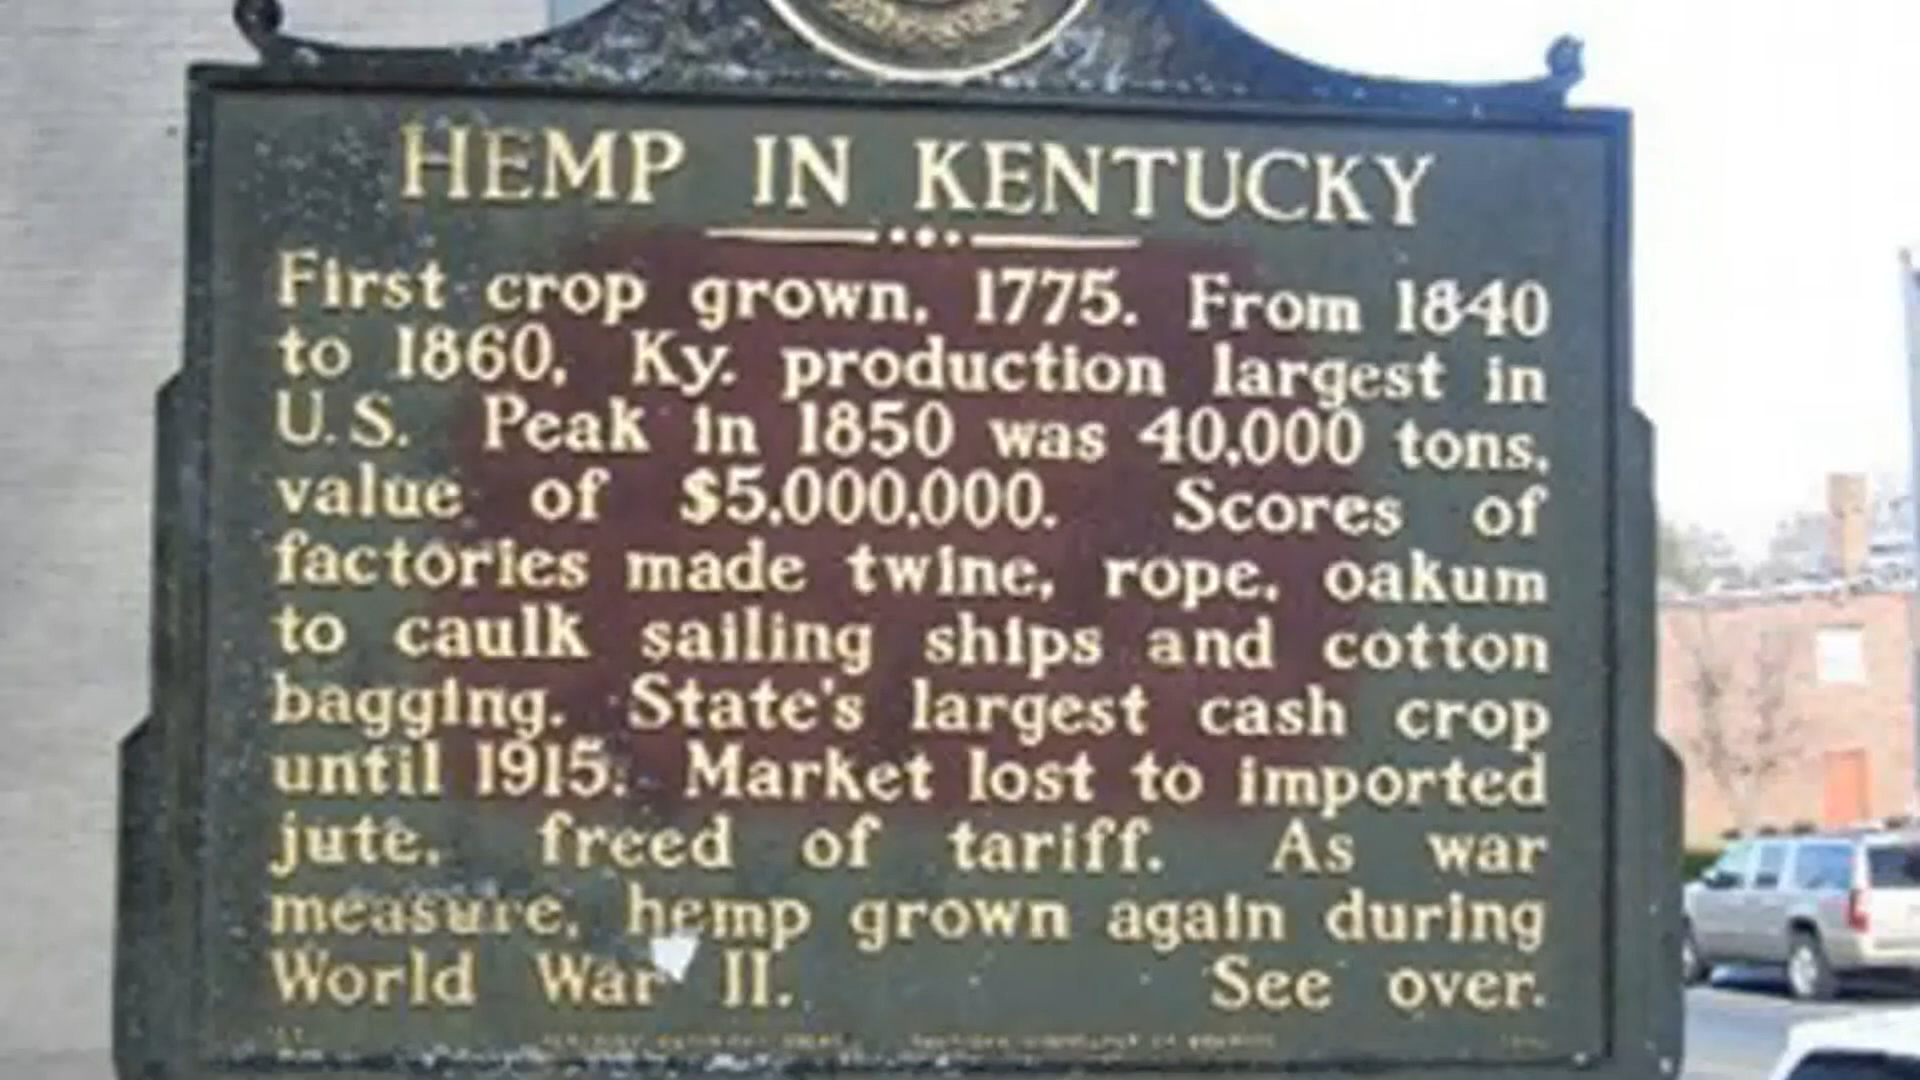 HEMP IN KENTUCKY
First crop grown, 1775. From 1840
to 1860, Ky. production largest in
U.S. Peak in 1850 was 40,000 tons,
value of $5,000,000. Scores of
factories made twine, rope, oakum
to caulk sailing ships and cotton
bagging. State's largest cash crop
until 1915. Market lost to imported
jute, freed of tariff. As war
measure, hemp grown again during
World War II. See over.